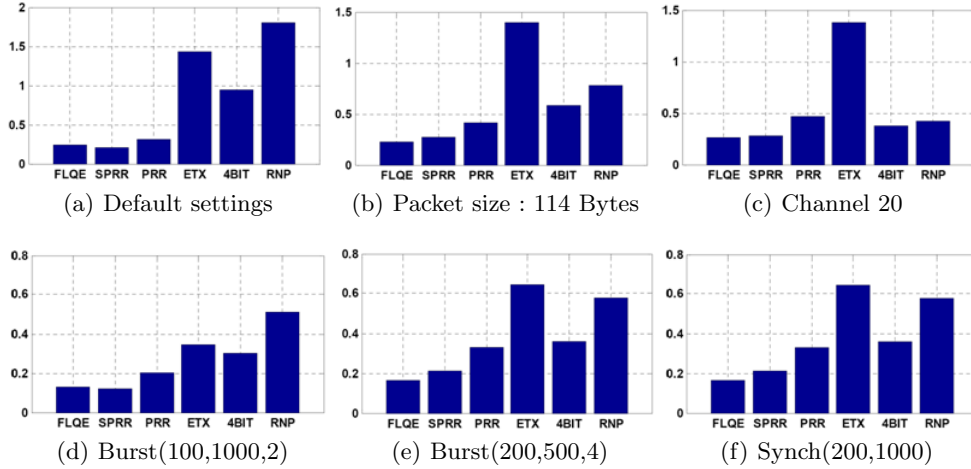 2
1.5
1
0.5
0
FLQE SPRR PRR ETX 4BIT RNP
(a) Default settings
1.5
1
0.5
0
FLQE SPRR PRR ETX 4BIT RNP
(b) Packet size : 114 Bytes
1.5
1
0.5
0
FLQE SPRR PRR ETX 4BIT RNP
(c) Channel 20
0.8
0.6
0.4
0.2
0
FLQE SPRR PRR ETX 4BIT RNP
(d) Burst(100,1000,2)
0.8
0.6
0.4
0.2
0
FLQE SPRR PRR ETX 4BIT RNP
(e) Burst(200,500,4)
0.8
0.6
0.4
0.2
0
FLQE SPRR PRR ETX 4BIT RNP
(f) Synch(200,1000)